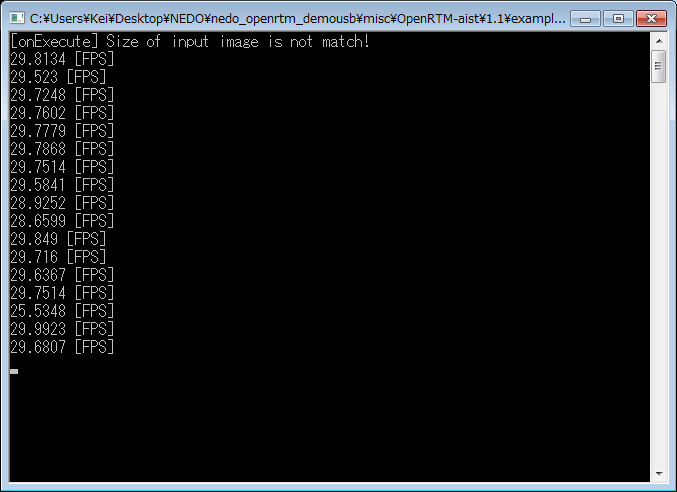 C:¥Users¥Kei¥Desktop¥NEDO¥nedo_openrtm_demousb¥misc¥OpenRTM-aist¥1.1¥exampl...
[onExecute] Size of input image is not match!
29.8134 [FPS]
29.523 [FPS]
29.7248 [FPS]
29.7602 [FPS]
29.7779 [FPS]
29.7868 [FPS]
29.7514 [FPS]
29.5841 [FPS]
28.9252 [FPS]
28.6599 [FPS]
29.849 [FPS]
29.716 [FPS]
29.6367 [FPS]
29.7514 [FPS]
25.5348 [FPS]
29.9923 [FPS]
29.6807 [FPS]